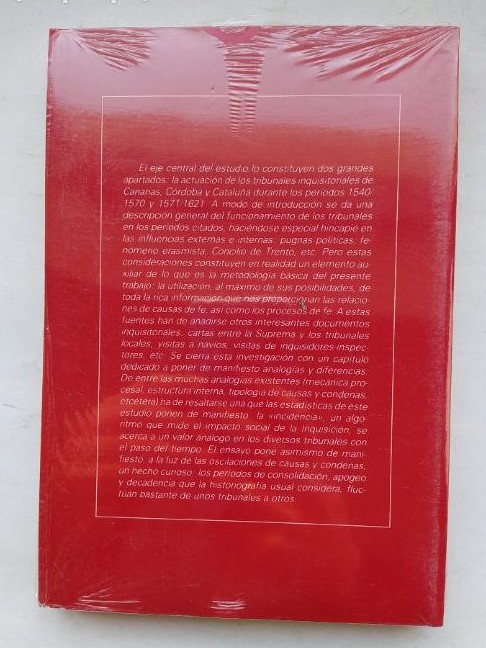 El eje central del estudio lo constituyen dos grandes
apartados: la actuación de los tribunales inquisitoriales de
Canarias, Córdoba y Cataluña durante los períodos 1540/
1570 y 1571/1621. A modo de introducción se da una
descripción general del funcionamiento de los tribunales
en los períodos citados, haciéndose especial hincapié en
las influencias externas e internas: pugnas políticas, fe-
nómeno erasmista, Concilio de Trento, etc. Pero estas
consideraciones constituyen en realidad un elemento au-
xiliar de lo que es la metodología básica del presente
trabajo: la utilización, al máximo de sus posibilidades, de
toda la rica información que nos proporcionan las relacio-
nes de causas de fe, así como los procesos de fe. A estas
fuentes han de añadirse otros interesantes documentos
inquisitoriales: cartas entre la Suprema y los tribunales
locales, visitas a navíos, visitas de inquisidores inspec-
tores, etc. Se cierra esta investigación con un capítulo
dedicado a poner de manifiesto analogías y diferencias.
De entre las muchas analogías existentes (mecánica pro-
cesal, estructura interna, tipología de causas y condenas,
etcétera) ha de resaltarse una que las estadísticas de este
estudio ponen de manifiesto: la «incidencia», un algo-
ritmo que mide el impacto social de la Inquisición, se
acerca a un valor análogo en los diversos tribunales con
el paso del tiempo. El ensayo pone asimismo de mani-
fiesto, a la luz de las oscilaciones de causas y condenas,
un hecho curioso: los períodos de consolidación, apogeo
y decadencia que la historiografía usual considera, fluc-
túan bastante de unos tribunales a otros.